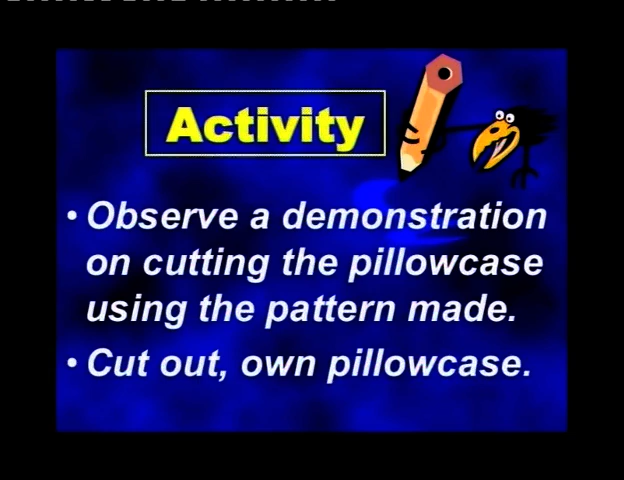 Activity
• Observe a demonstration
on cutting the pillowcase
using the pattern made.
• Cut out, own pillowcase.